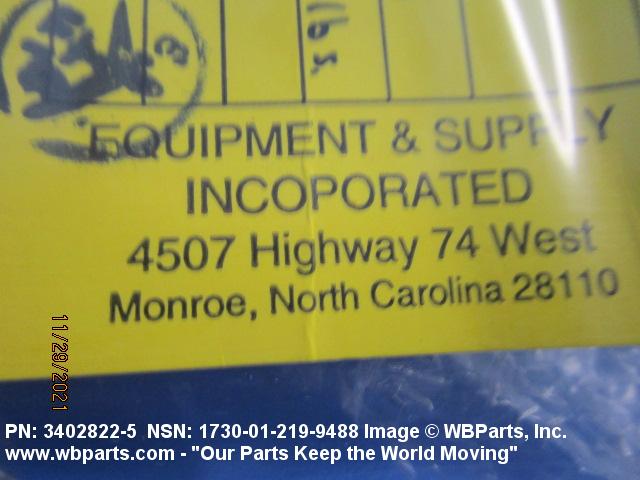 lbs.
EQUIPMENT & SUPPLY
INCOPORATED
4507 Highway 74 West
Monroe, North Carolina 28110
11/29/2021
PN: 3402822-5 NSN: 1730-01-219-9488 Image © WBParts, Inc.
www.wbparts.com - "Our Parts Keep the World Moving"